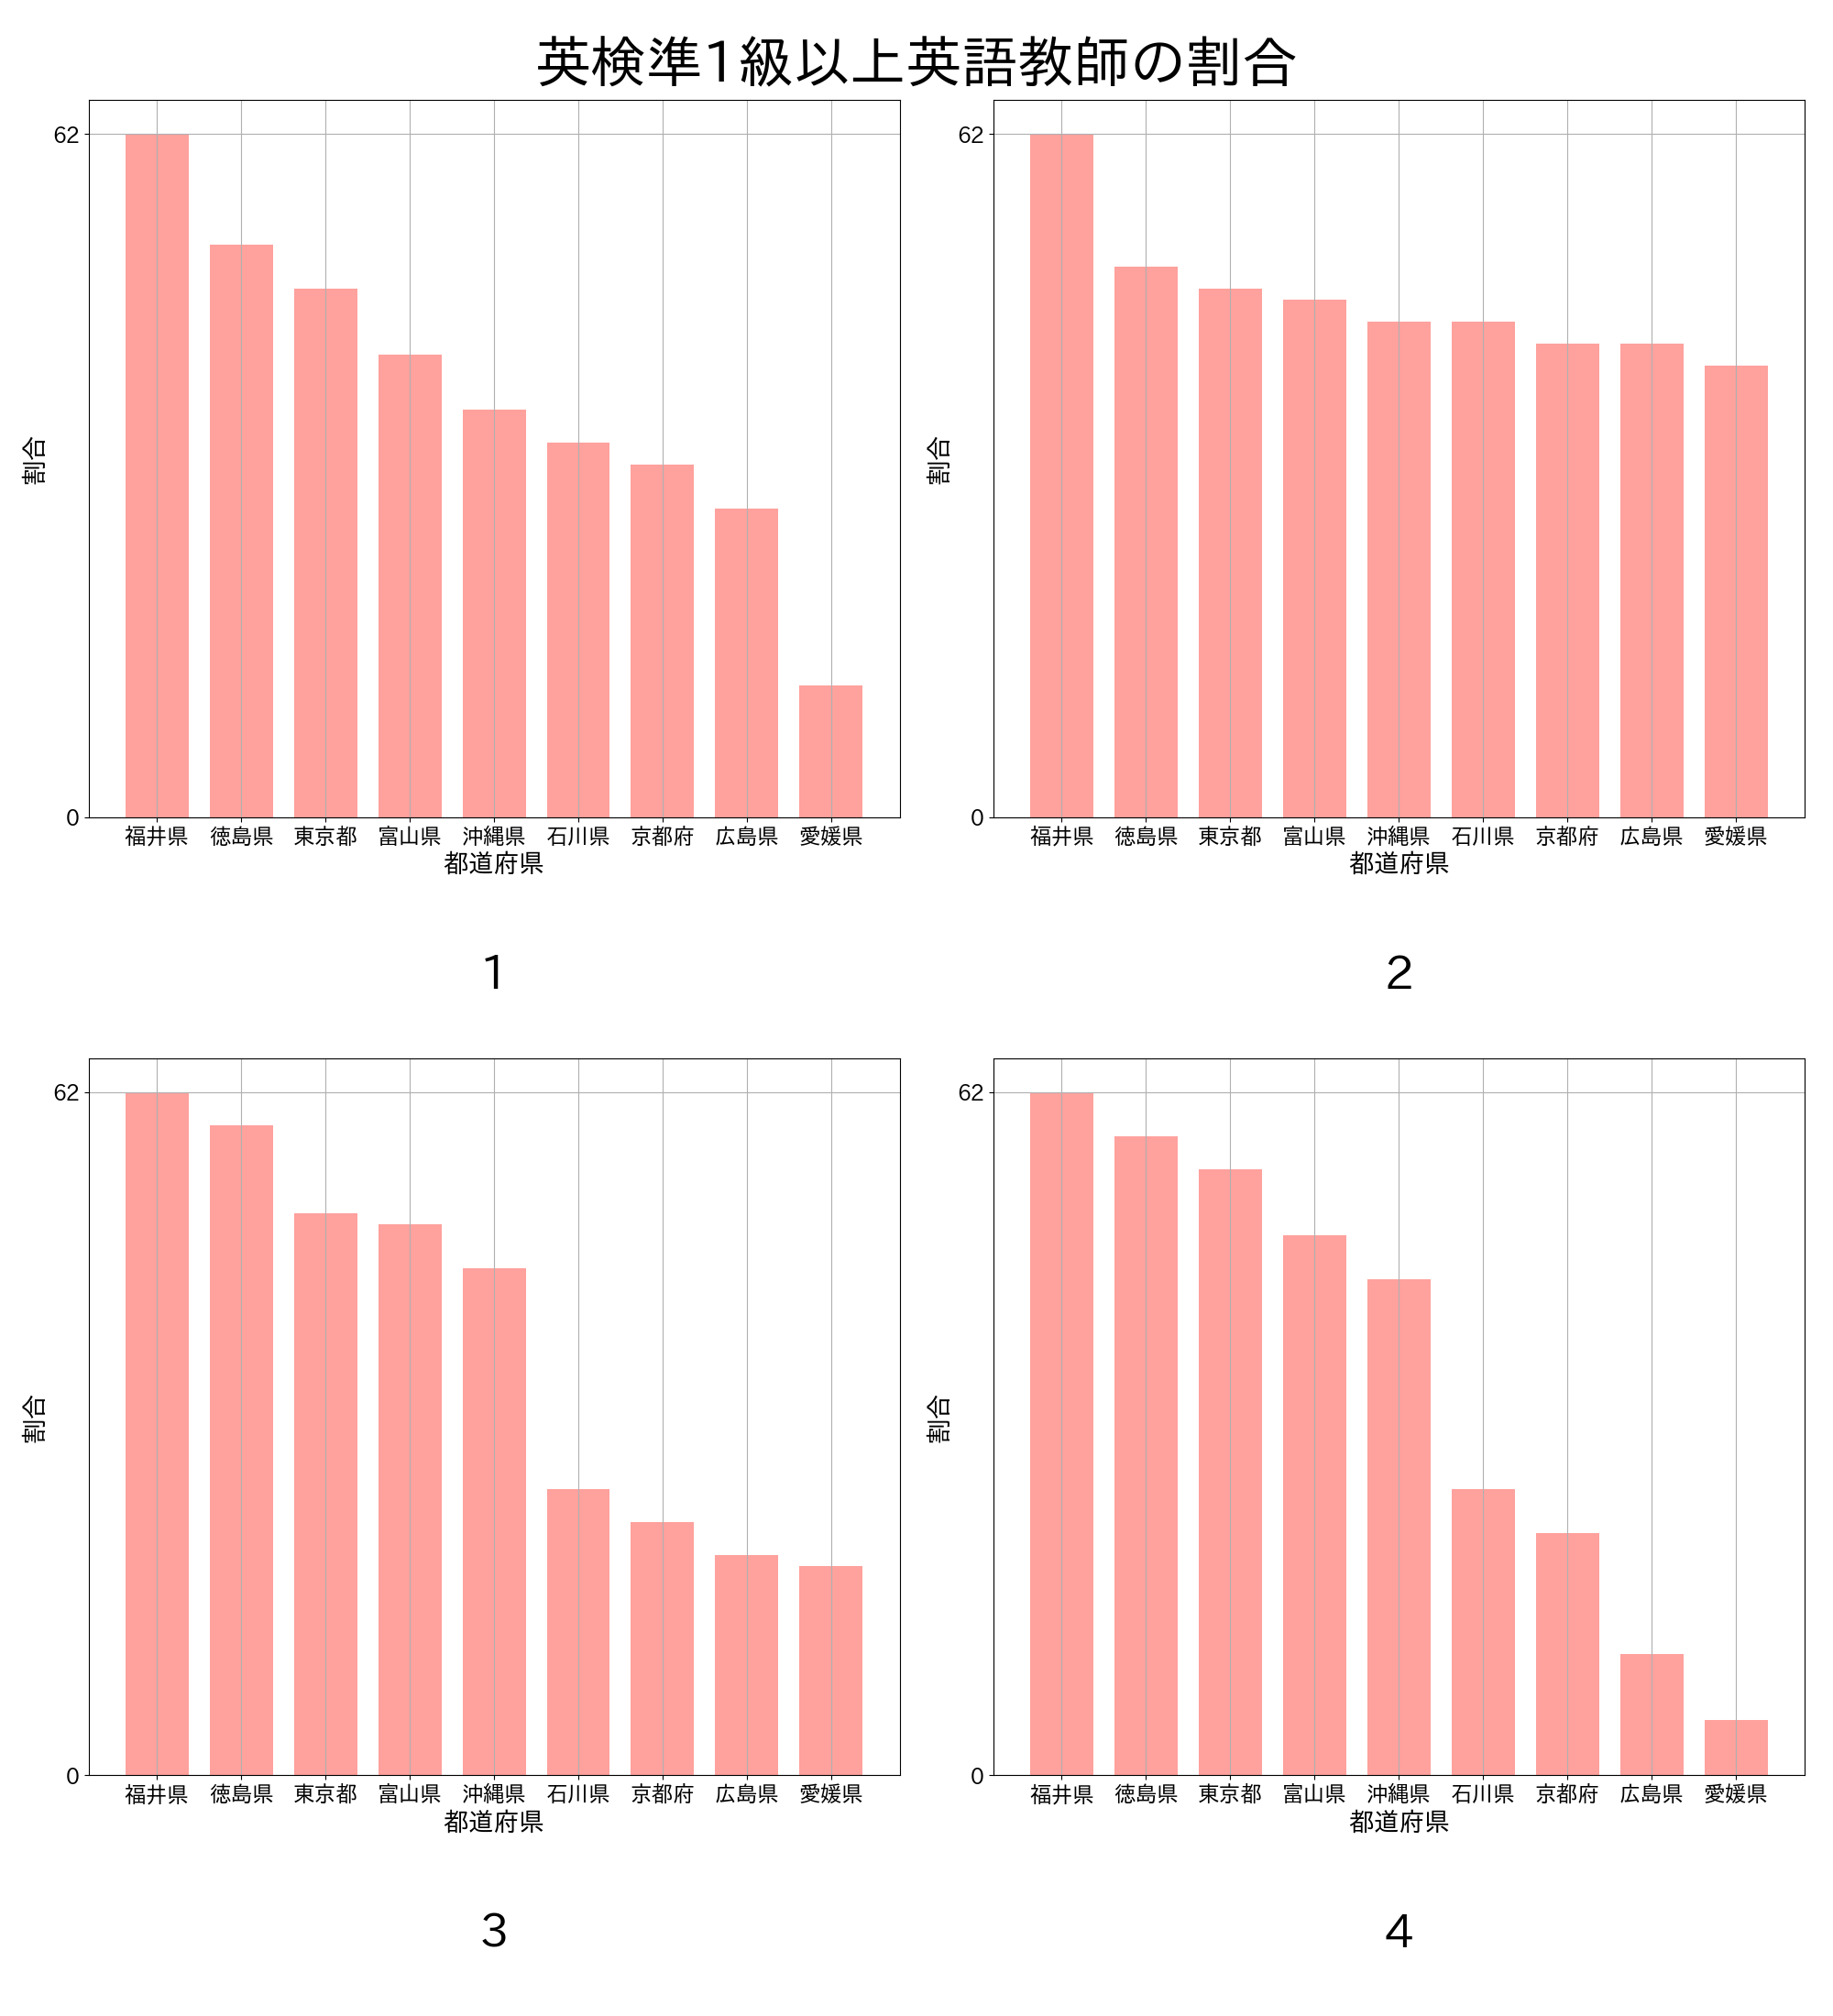 英検準1級以上英語教師の割合
62
0
割合
福井県 徳島県 東京都 富山県 沖縄県 石川県 京都府 広島県 愛媛県
都道府県
1
62
0
割合
福井県 徳島県 東京都 富山県 沖縄県 石川県 京都府 広島県 愛媛県
都道府県
2
62
0
割合
福井県 徳島県 東京都 富山県 沖縄県 石川県 京都府 広島県 愛媛県
都道府県
3
62
0
割合
福井県 徳島県 東京都 富山県 沖縄県 石川県 京都府 広島県 愛媛県
都道府県
4